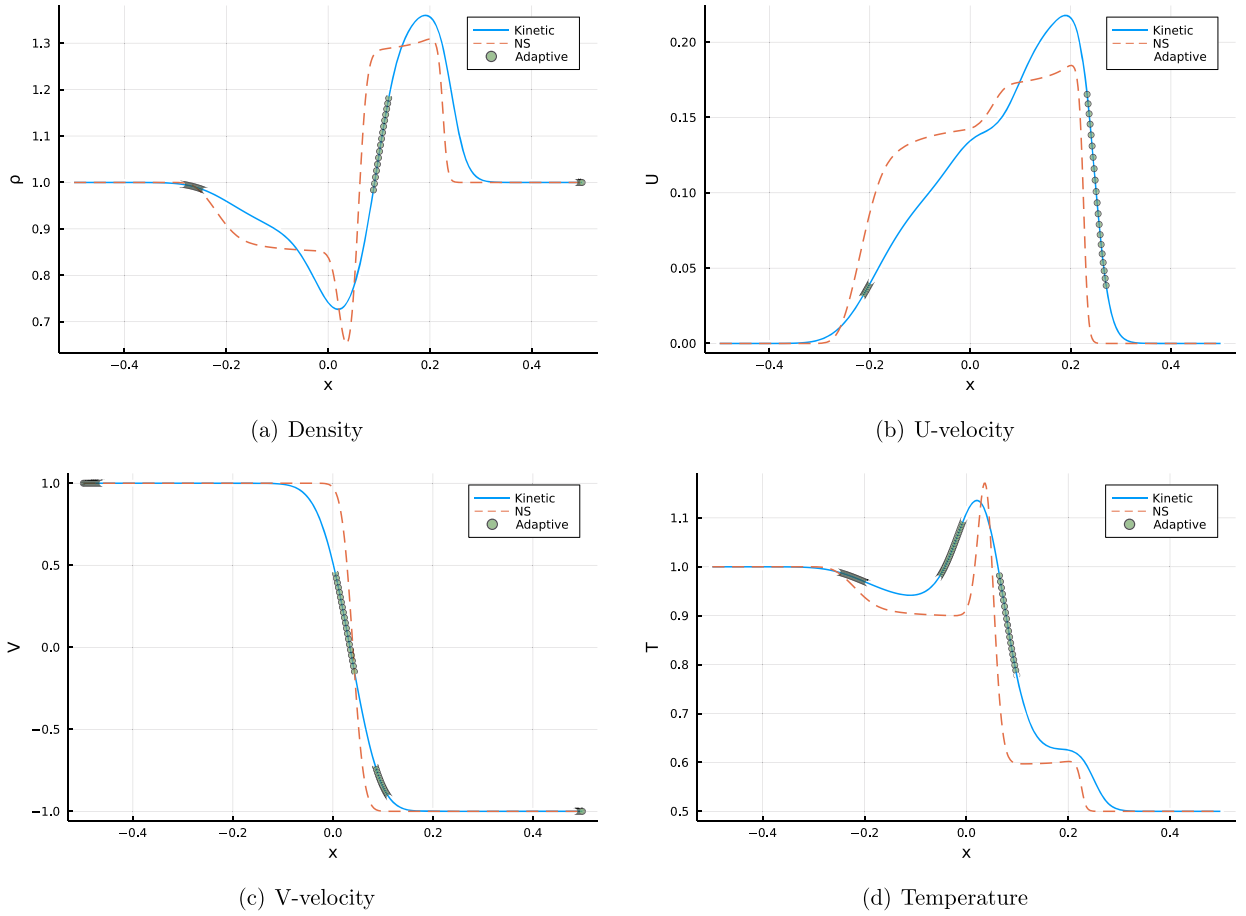 Kinetic
NS
Adaptive
1.3
1.2
1.1
1.0
0.9
0.8
0.7
ρ
−0.4
−0.2
0.0
0.2
0.4
x
(a) Density
Kinetic
NS
Adaptive
0.20
0.15
0.10
0.05
0.00
U
−0.4
−0.2
0.0
0.2
0.4
x
(b) U-velocity
Kinetic
NS
Adaptive
1.0
0.5
0.0
−0.5
−1.0
V
−0.4
−0.2
0.0
0.2
0.4
x
(c) V-velocity
Kinetic
NS
Adaptive
1.1
1.0
0.9
0.8
0.7
0.6
0.5
T
−0.4
−0.2
0.0
0.2
0.4
x
(d) Temperature